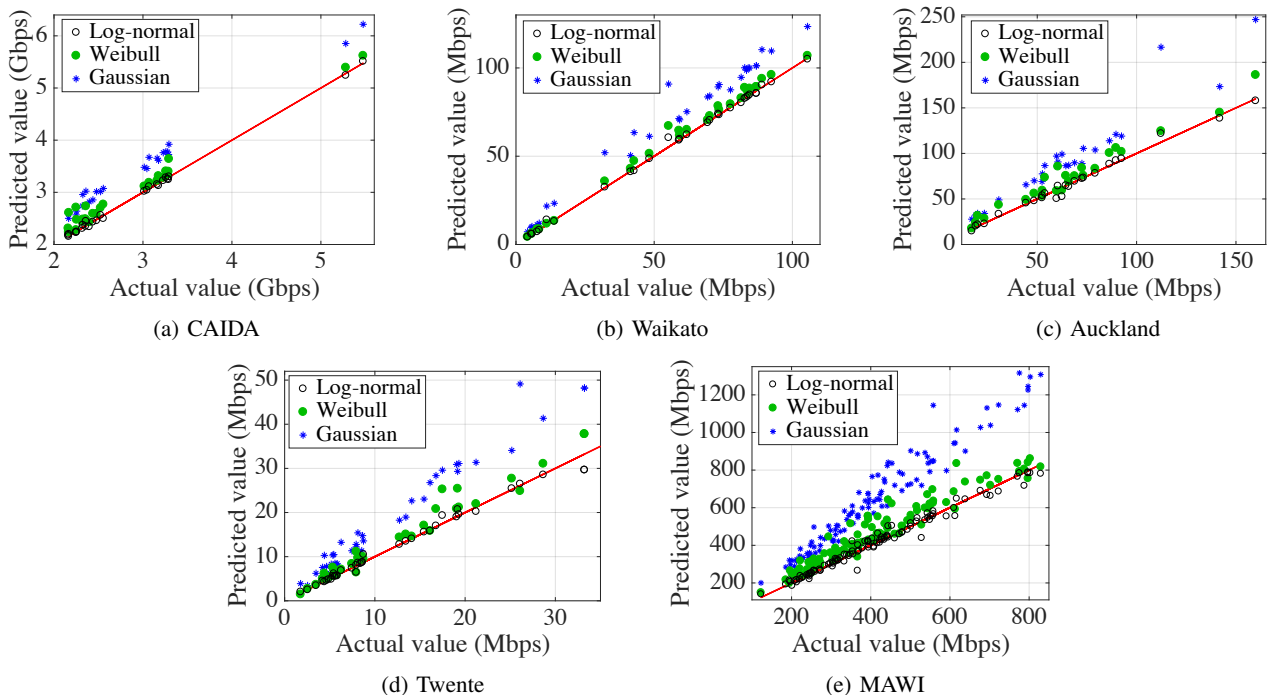 Predicted value (Gbps)
6
5
4
3
2
Log-normal
Weibull
Gaussian
2
3
4
5
Actual value (Gbps)
(a) CAIDA
Predicted value (Mbps)
100
50
0
Log-normal
Weibull
Gaussian
0
50
100
Actual value (Mbps)
(b) Waikato
Predicted value (Mbps)
250
200
150
100
50
0
Log-normal
Weibull
Gaussian
50
100
150
Actual value (Mbps)
(c) Auckland
Predicted value (Mbps)
50
40
30
20
10
0
Log-normal
Weibull
Gaussian
0
10
20
30
Actual value (Mbps)
(d) Twente
Predicted value (Mbps)
1200
1000
800
600
400
200
Log-normal
Weibull
Gaussian
200
400
600
800
Actual value (Mbps)
(e) MAWI